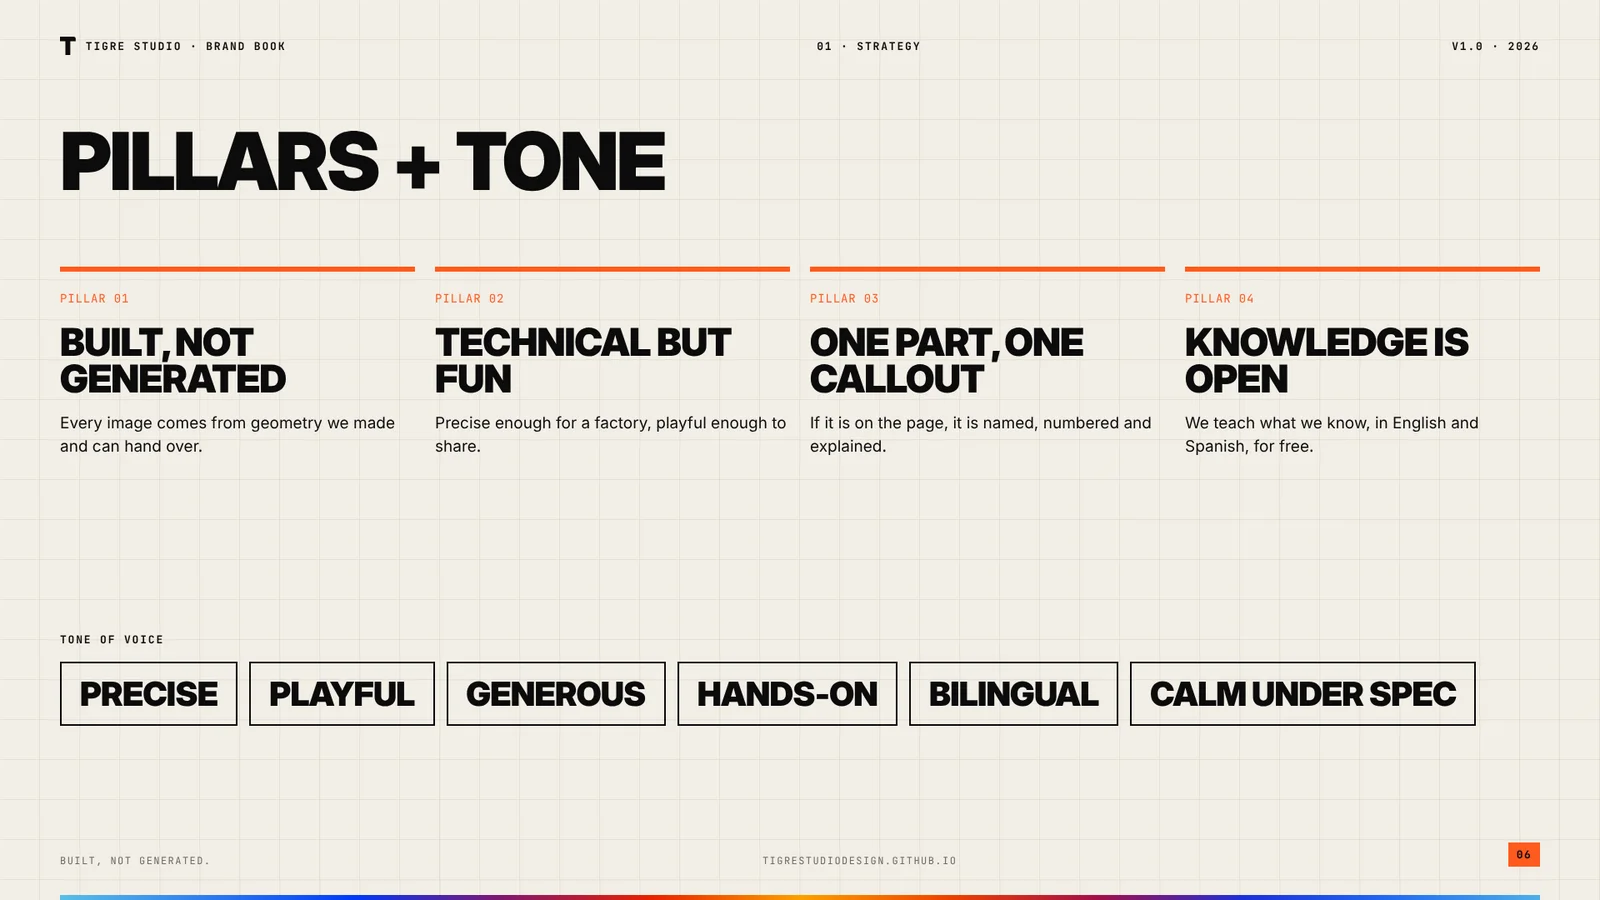 T TIGRE STUDIO · BRAND BOOK
01 · STRATEGY
V1.0 · 2026
PILLARS + TONE
PILLAR 01
BUILT, NOT
GENERATED
Every image comes from geometry we made
and can hand over.
PILLAR 02
TECHNICAL BUT
FUN
Precise enough for a factory, playful enough to
share.
PILLAR 03
ONE PART, ONE
CALLOUT
If it is on the page, it is named, numbered and
explained.
PILLAR 04
KNOWLEDGE IS
OPEN
We teach what we know, in English and
Spanish, for free.
TONE OF VOICE
PRECISE
PLAYFUL
GENEROUS
HANDS-ON
BILINGUAL
CALM UNDER SPEC
BUILT, NOT GENERATED.
TIGRESTUDIODESIGN.GITHUB.IO
06